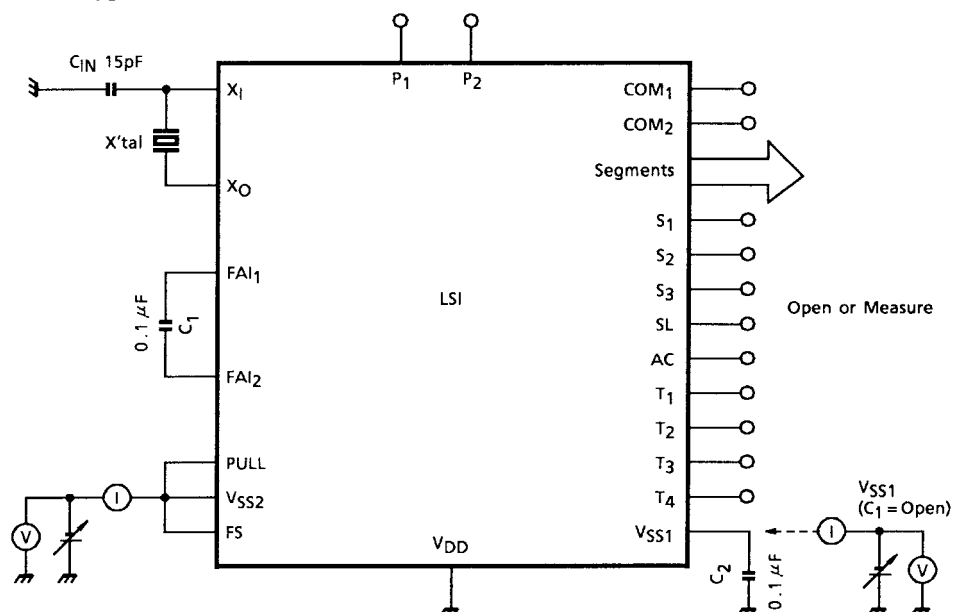 P1
P2
CIN 15pF
X'tal
XI
XO
FAI1
0.1 μF
C1
FAI2
PULL
VSS2
FS
I
V
LSI
VDD
COM1
COM2
Segments
S1
S2
S3
SL
AC
T1
T2
T3
T4
VSS1
Open or Measure
C2
0.1 μF
VSS1
(C1 = Open)
I
V